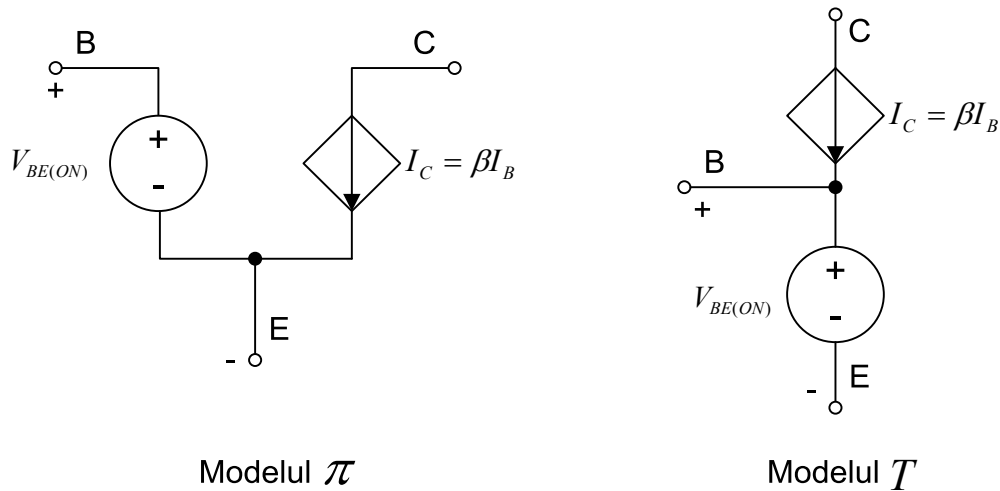 B
C
+
+
-
V_{BE(ON)}
I_C = βI_B
E
-
Modelul π
C
I_C = βI_B
B
+
+
-
V_{BE(ON)}
E
-
Modelul T